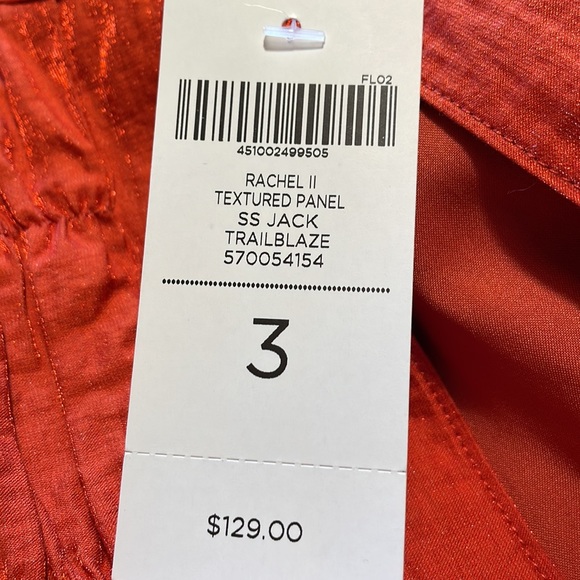 FL02
451002499505
RACHEL II
TEXTURED PANEL
SS JACK
TRAILBLAZE
570054154
3
$129.00